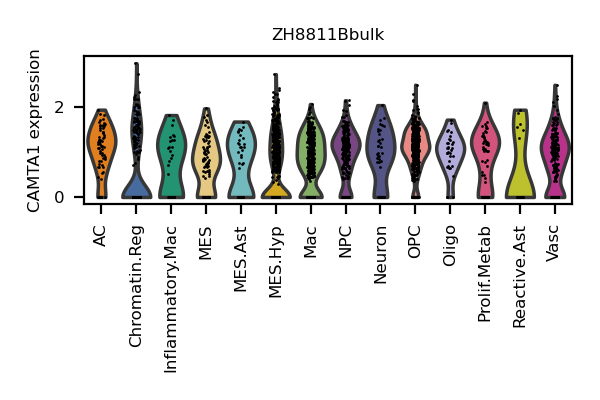 ZH8811Bbulk
CAMTA1 expression
2
0
AC
Chromatin.Reg
Inflammatory.Mac
MES
MES.Ast
MES.Hyp
Mac
NPC
Neuron
OPC
Oligo
Prolif.Metab
Reactive.Ast
Vasc